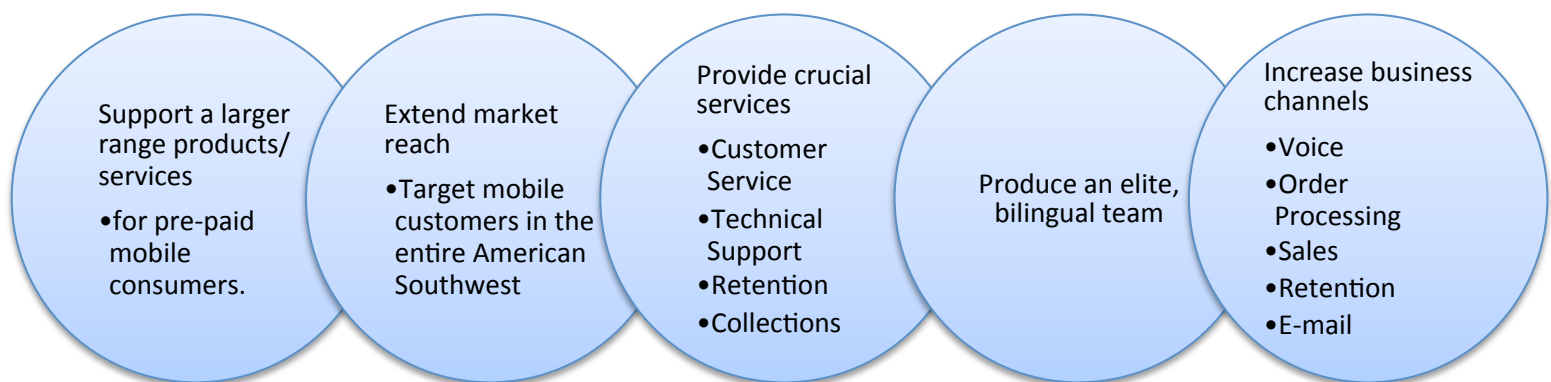 Support a larger
range products/
services
•for pre-paid
mobile
consumers.
Extend market
reach
•Target mobile
customers in the
entire American
Southwest
Provide crucial
services
•Customer
Service
•Technical
Support
•Retention
•Collections
Produce an elite,
bilingual team
Increase business
channels
•Voice
•Order
Processing
•Sales
•Retention
•E-mail